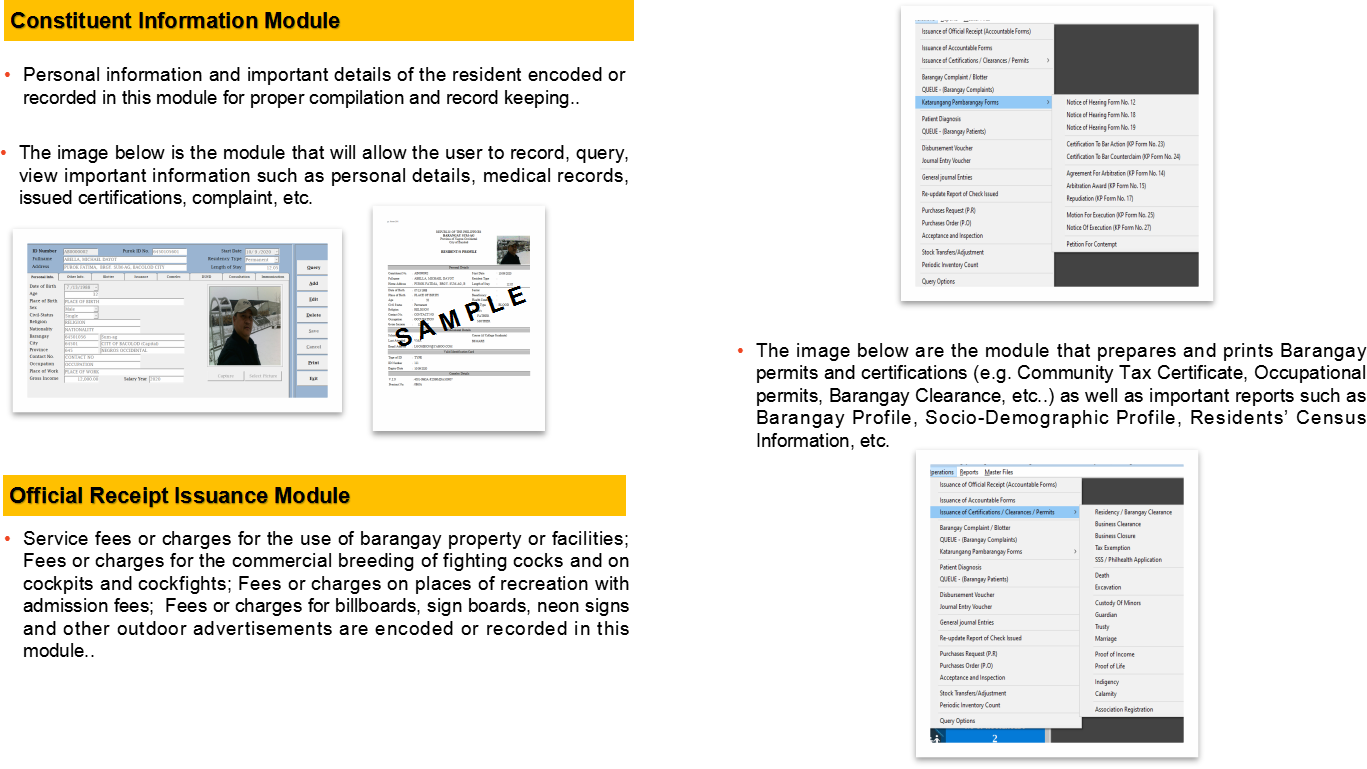 Constituent Information Module
• Personal information and important details of the resident encoded or
recorded in this module for proper compilation and record keeping..
• The image below is the module that will allow the user to record, query,
view important information such as personal details, medical records,
issued certifications, complaint, etc.
ID Number
Purok ID No.
Start Date
Fullname
ABELLA, MICHAEL DAYOT
Residency Type
Address
Length of Stay
Personal Info.
Other Info.
Query
Add
Edit
Delete
Save
Cancel
Print
Exit
Date of Birth
Age
Place of Birth
PLACE OF BIRTH
Sex
Male
Civil-Status
Single
Religion
RELIGION
Nationality
NATIONALITY
Barangay
Sum-ag
City
CITY OF BACOLOD (Capital)
Province
NEGROS OCCIDENTAL
Contact No.
CONTACT NO
Occupation
OCCUPATION
Place of Work
PLACE OF WORK
Gross Income
Salary Year
2020
Capture
Select Picture
REPUBLIC OF THE PHILIPPINES
BARANGAY SUM-AG
RESIDENT'S PROFILE
SAMPLE
Official Receipt Issuance Module
• Service fees or charges for the use of barangay property or facilities;
Fees or charges for the commercial breeding of fighting cocks and on
cockpits and cockfights; Fees or charges on places of recreation with
admission fees; Fees or charges for billboards, sign boards, neon signs
and other outdoor advertisements are encoded or recorded in this
module..
Issuance of Official Receipt (Accountable Forms)
Issuance of Accountable Forms
Issuance of Certifications / Clearances / Permits
Barangay Complaint / Blotter
QUEUE - (Barangay Complaints)
Katarungang Pambarangay Forms
Patient Diagnosis
QUEUE - (Barangay Patients)
Disbursement Voucher
Journal Entry Voucher
General journal Entries
Re-update Report of Check Issued
Purchases Request (P.R)
Purchases Order (P.O)
Acceptance and Inspection
Stock Transfers/Adjustment
Periodic Inventory Count
Query Options
Notice of Hearing Form No. 12
Notice of Hearing Form No. 18
Notice of Hearing Form No. 19
Certification To Bar Action (KP Form No. 23)
Certification To Bar Counterclaim (KP Form No. 24)
Agreement For Arbitration (KP Form No. 14)
Arbitration Award (KP Form No. 15)
Repudiation (KP Form No. 17)
Motion For Execution (KP Form No. 25)
Notice Of Execution (KP Form No. 27)
Petition For Contempt
• The image below are the module that prepares and prints Barangay
permits and certifications (e.g. Community Tax Certificate, Occupational
permits, Barangay Clearance, etc..) as well as important reports such as
Barangay Profile, Socio-Demographic Profile, Residents' Census
Information, etc.
perations Reports Master Files
Issuance of Official Receipt (Accountable Forms)
Issuance of Accountable Forms
Issuance of Certifications / Clearances / Permits
Barangay Complaint / Blotter
QUEUE - (Barangay Complaints)
Katarungang Pambarangay Forms
Patient Diagnosis
QUEUE - (Barangay Patients)
Disbursement Voucher
Journal Entry Voucher
General journal Entries
Re-update Report of Check Issued
Purchases Request (P.R)
Purchases Order (P.O)
Acceptance and Inspection
Stock Transfers/Adjustment
Periodic Inventory Count
Query Options
Residency / Barangay Clearance
Business Clearance
Business Closure
Tax Exemption
SSS / Philhealth Application
Death
Excavation
Custody Of Minors
Guardian
Trusty
Marriage
Proof of Income
Proof of Life
Indigency
Calamity
Association Registration
2